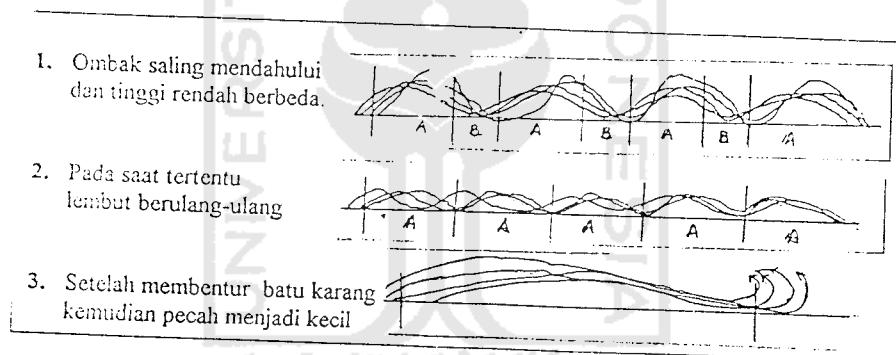 1. Ombak saling mendahului
dan tinggi rendah berbeda.
A B A B A B A
2. Pada saat tertentu
lembut berulang-ulang
A A A A A
3. Setelah membentur batu karang
kemudian pecah menjadi kecil